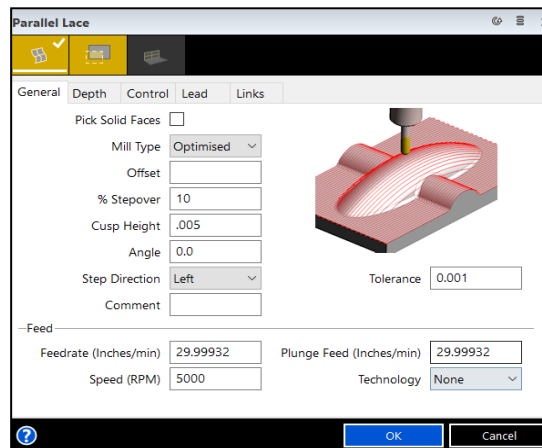 Parallel Lace
General Depth Control Lead Links
Pick Solid Faces
Mill Type Optimised
Offset
% Stepover 10
Cusp Height .005
Angle 0.0
Step Direction Left Tolerance 0.001
Comment
Feed
Feedrate (Inches/min) 29.99932 Plunge Feed (Inches/min) 29.99932
Speed (RPM) 5000 Technology None
? OK Cancel